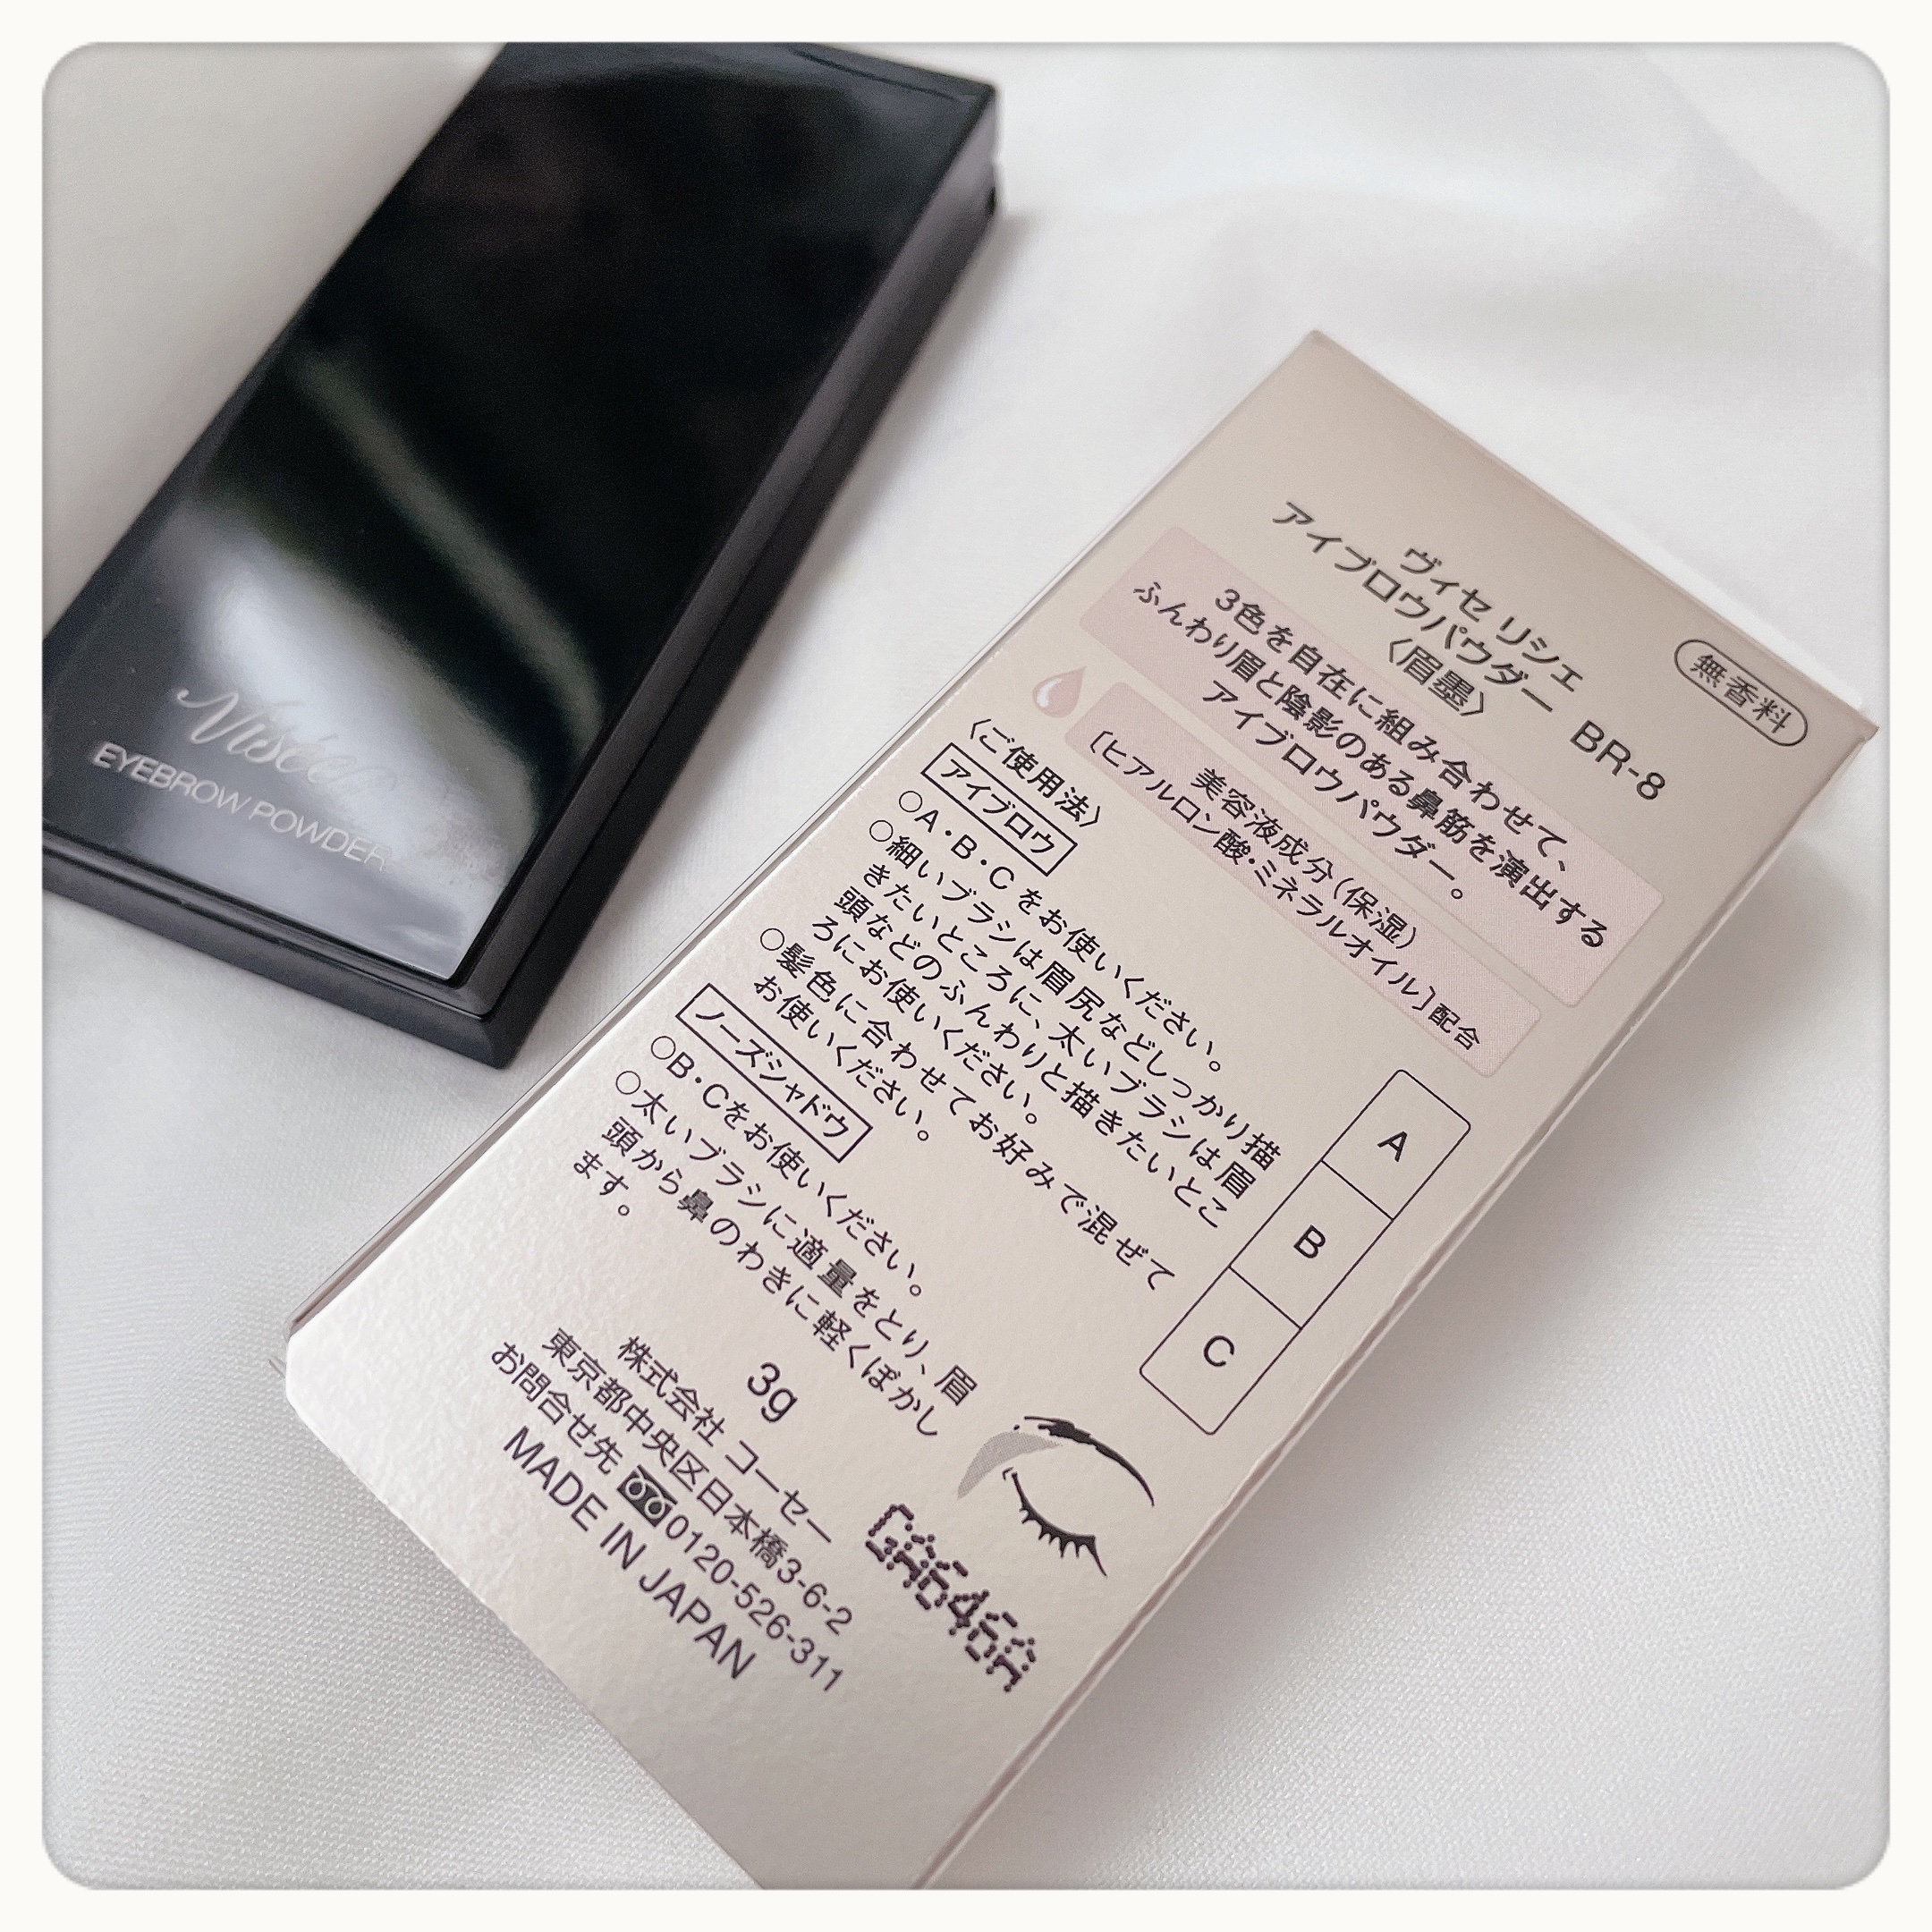 Visée
EYEBROW POWDER
無香料
ヴィセ リシェ
アイブロウパウダー BR-8
〈眉墨〉
3色を自在に組み合わせて、
ふんわり眉と陰影のある鼻筋を演出する
アイブロウパウダー。
美容液成分(保湿)
〔ヒアルロン酸・ミネラルオイル〕配合
〈ご使用法〉
アイブロウ
○A・B・Cをお使いください。
○細いブラシは眉尻などしっかり描
きたいところに、太いブラシは眉
頭などのふんわりと描きたいとこ
ろにお使いください。
○髪色に合わせてお好みで混ぜて
お使いください。
ノーズシャドウ
○B・Cをお使いください。
○太いブラシに適量をとり、眉
頭から鼻のわきに軽くぼかし
ます。
A
B
C
3g
株式会社 コーセー
東京都中央区日本橋3-6-2
お問合せ先 0120-526-311
MADE IN JAPAN